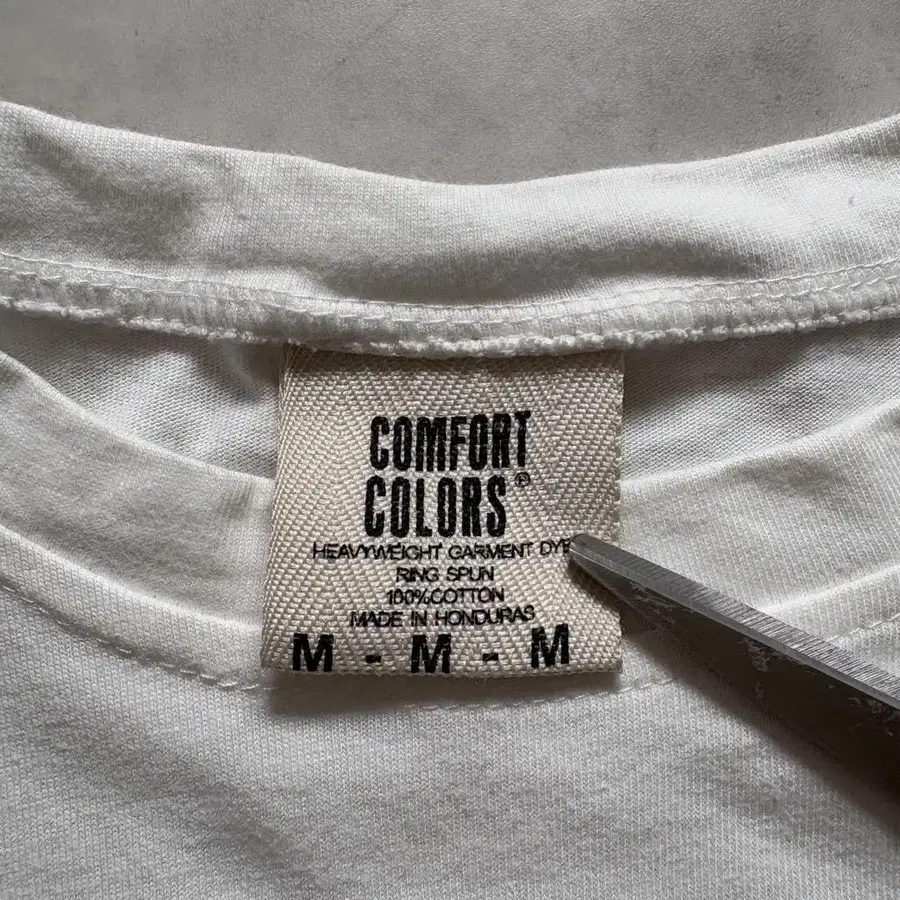 COMFORT
COLORS®
HEAVYWEIGHT GARMENT DYE
RING SPUN
100%COTTON
MADE IN HONDURAS
M - M - M